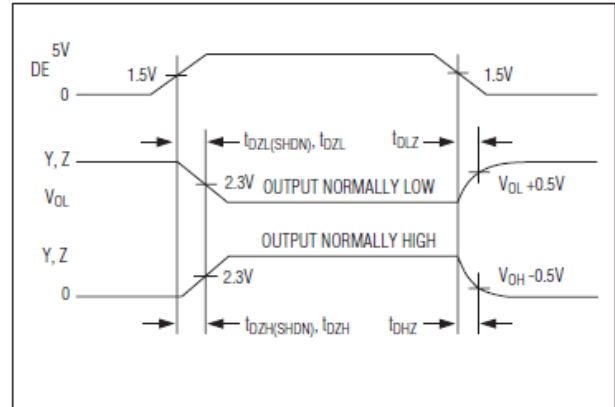 5V
DE
1.5V
1.5V
0
tDZL(SHDN), tDZL
tDLZ
Y, Z
2.3V
OUTPUT NORMALLY LOW
VOL +0.5V
VOL
OUTPUT NORMALLY HIGH
Y, Z
2.3V
VOH -0.5V
0
tDZH(SHDN), tDZH
tDHZ